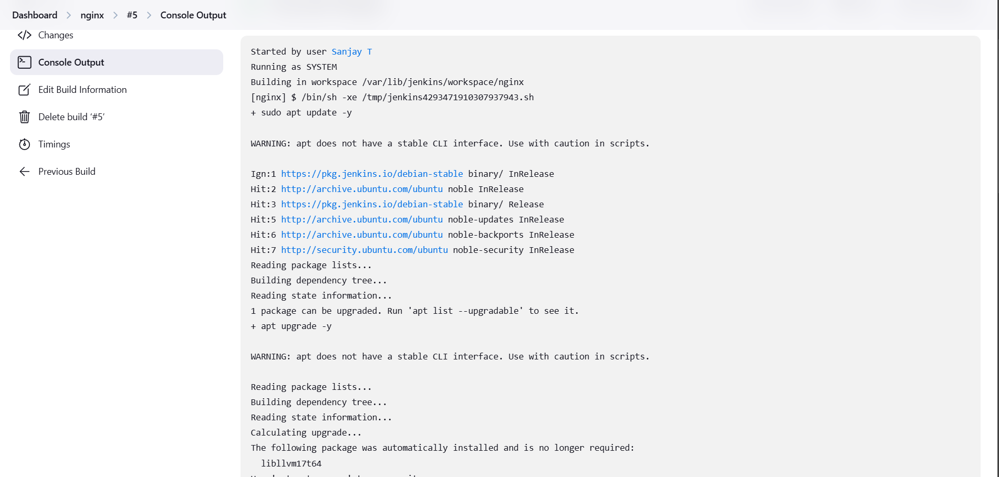 Dashboard > nginx > #5 > Console Output
Changes
Console Output
Edit Build Information
Delete build ‘#5’
Timings
Previous Build
Started by user Sanjay T
Running as SYSTEM
Building in workspace /var/lib/jenkins/workspace/nginx
[nginx] $ /bin/sh -xe /tmp/jenkins4293471910307937943.sh
+ sudo apt update -y
WARNING: apt does not have a stable CLI interface. Use with caution in scripts.
Ign:1 https://pkg.jenkins.io/debian-stable binary/ InRelease
Hit:2 http://archive.ubuntu.com/ubuntu noble InRelease
Hit:3 https://pkg.jenkins.io/debian-stable binary/ Release
Hit:5 http://archive.ubuntu.com/ubuntu noble-updates InRelease
Hit:6 http://archive.ubuntu.com/ubuntu noble-backports InRelease
Hit:7 http://security.ubuntu.com/ubuntu noble-security InRelease
Reading package lists...
Building dependency tree...
Reading state information...
1 package can be upgraded. Run 'apt list --upgradable' to see it.
+ apt upgrade -y
WARNING: apt does not have a stable CLI interface. Use with caution in scripts.
Reading package lists...
Building dependency tree...
Reading state information...
Calculating upgrade...
The following package was automatically installed and is no longer required:
libllvm17t64